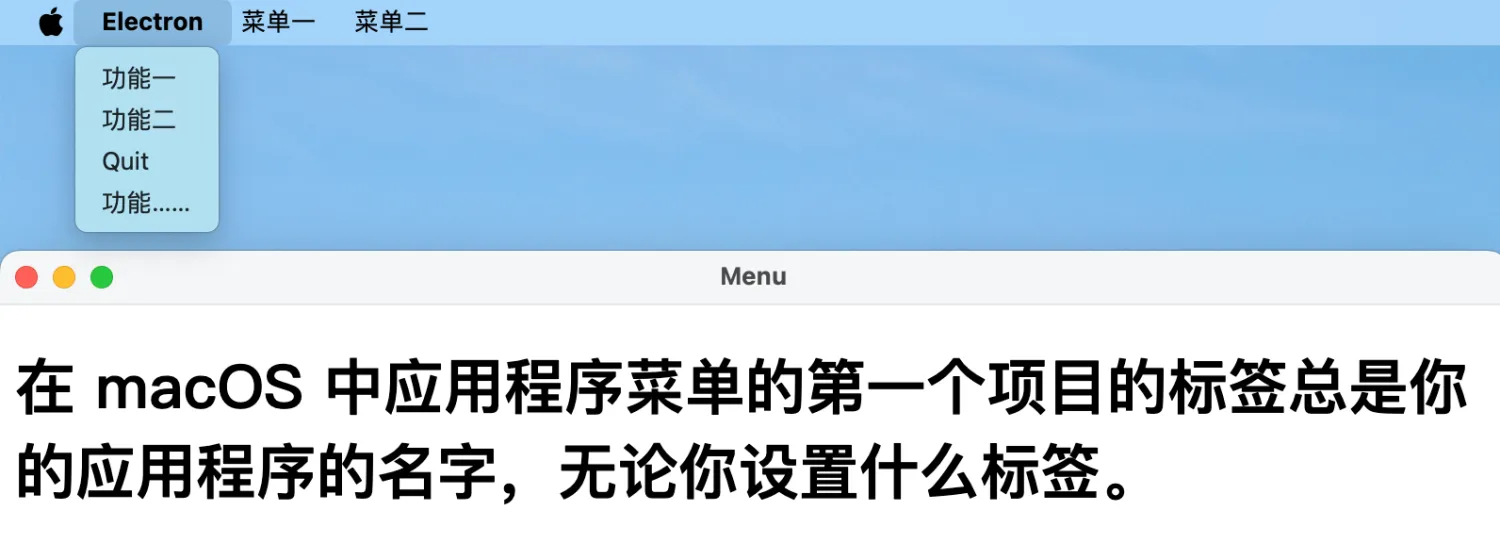 Electron 菜单一 菜单二
功能一
功能二
Quit
功能……
Menu
在 macOS 中应用程序菜单的第一个项目的标签总是你
的应用程序的名字，无论你设置什么标签。